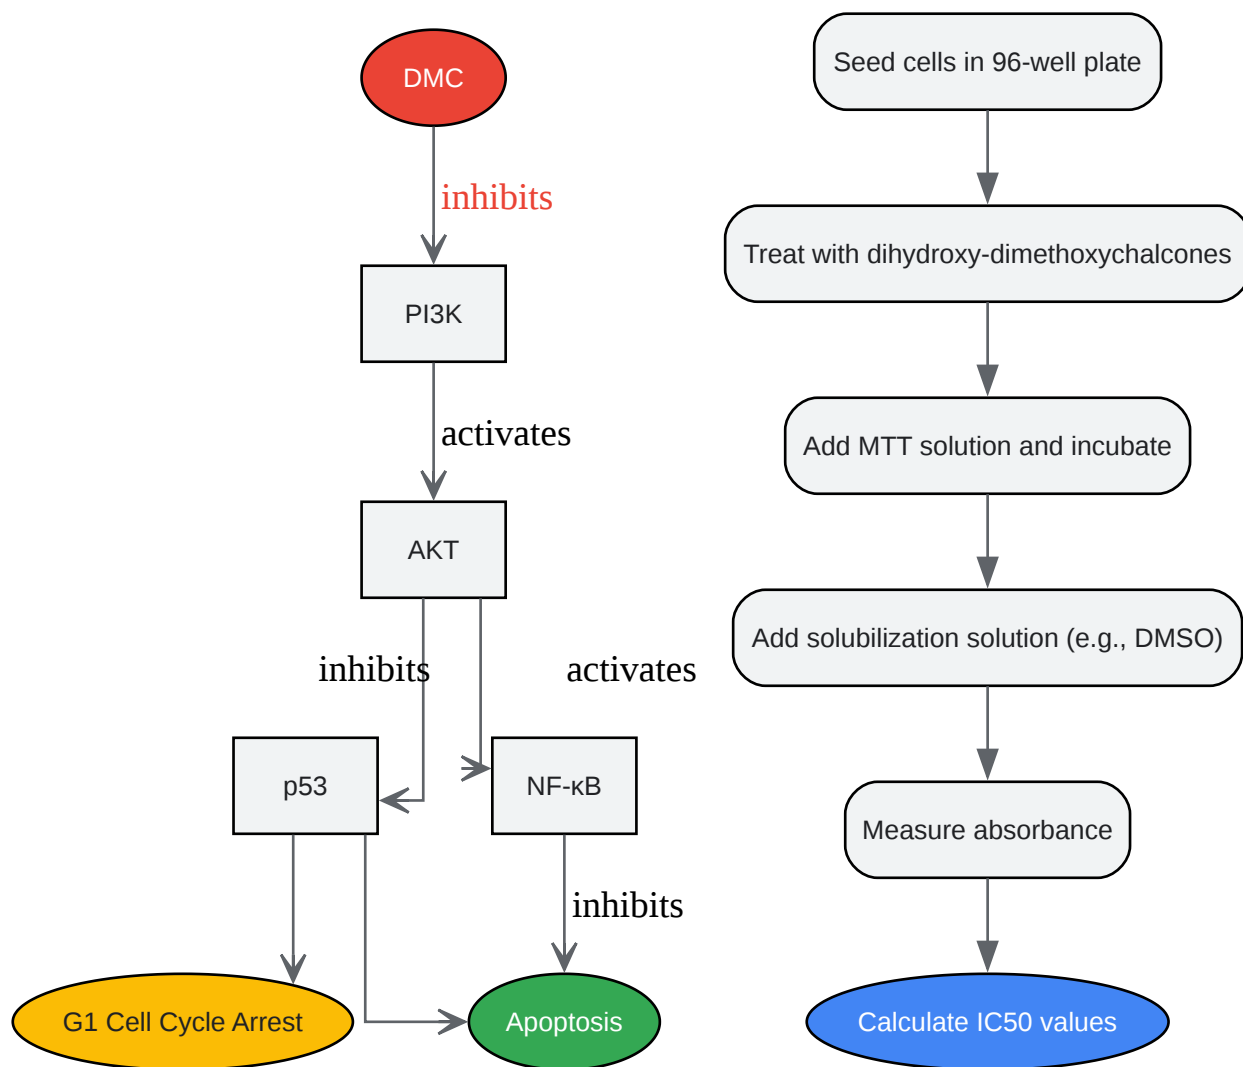 DMC
inhibits
PI3K
activates
AKT
inhibits
activates
p53
NF-κB
inhibits
G1 Cell Cycle Arrest
Apoptosis
Seed cells in 96-well plate
Treat with dihydroxy-dimethoxychalcones
Add MTT solution and incubate
Add solubilization solution (e.g., DMSO)
Measure absorbance
Calculate IC50 values